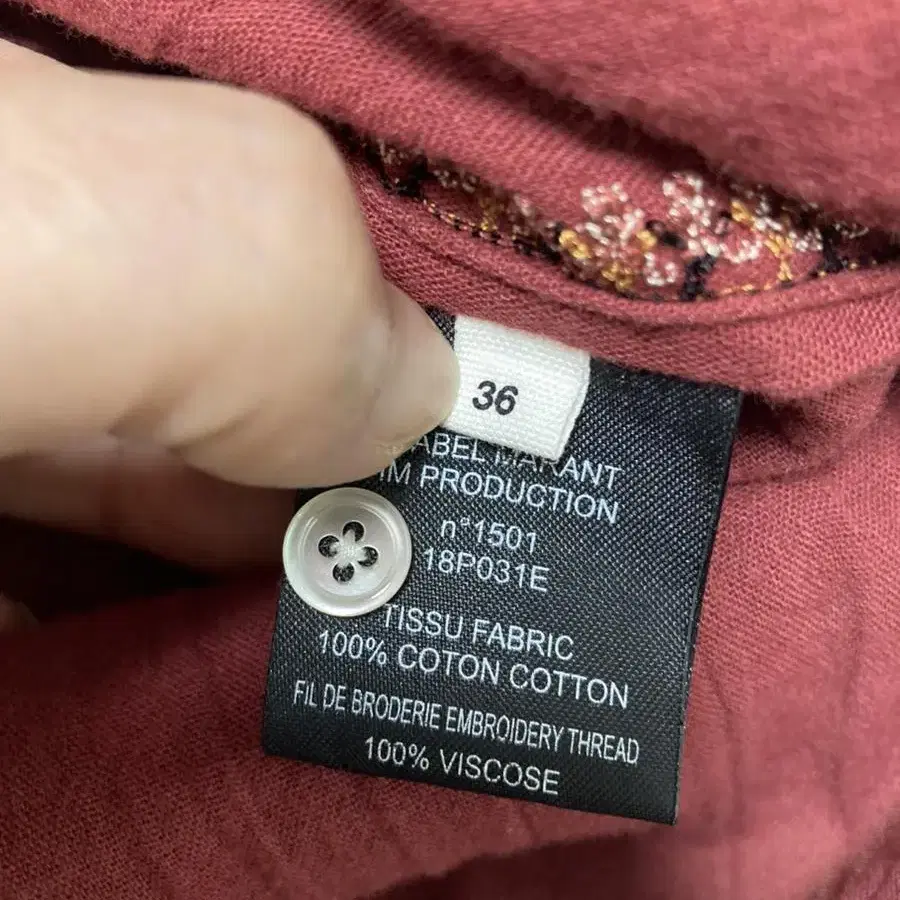 36
ABEL MARANT
IM PRODUCTION
n°1501
18P031E
TISSU FABRIC
100% COTON COTTON
FIL DE BRODERIE EMBROIDERY THREAD
100% VISCOSE